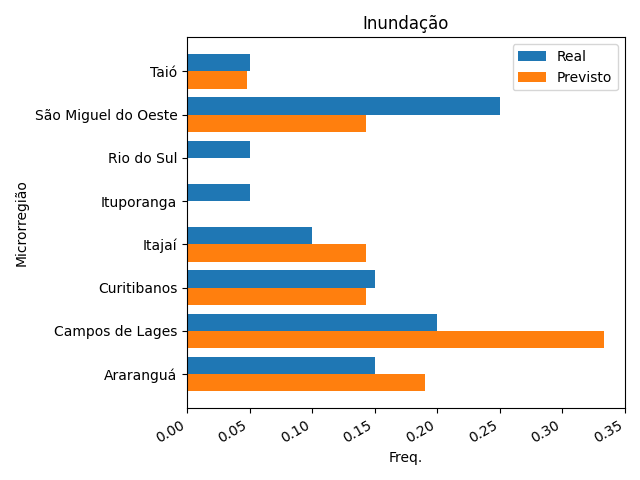 Inundação
Real
Previsto
Microrregião
Taió
São Miguel do Oeste
Rio do Sul
Ituporanga
Itajaí
Curitibanos
Campos de Lages
Araranguá
0.00 0.05 0.10 0.15 0.20 0.25 0.30 0.35
Freq.